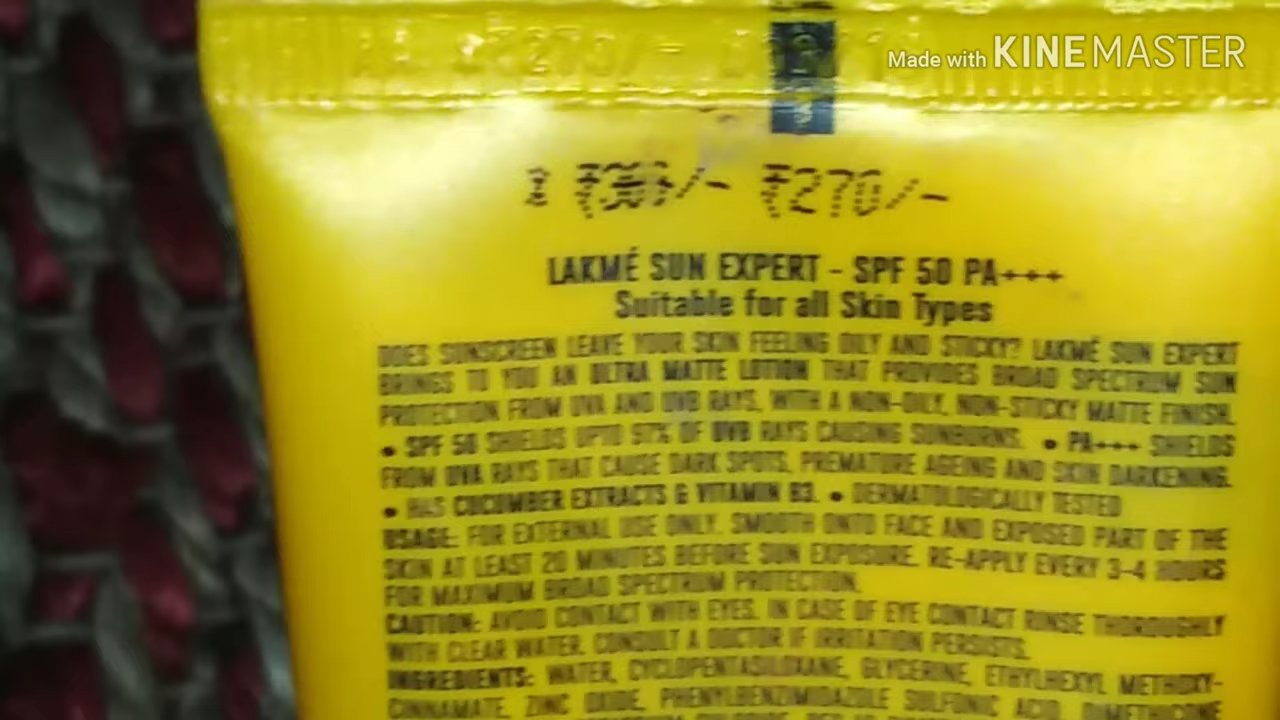 Made with KINEMASTER
₹270/-
LAKMÉ SUN EXPERT - SPF 50 PA+++
Suitable for all Skin Types
DOES SUNSCREEN LEAVE YOUR SKIN FEELING OILY AND STICKY? LAKMÉ SUN EXPERT
BRINGS TO YOU AN ULTRA MATTE LOTION THAT PROVIDES BROAD SPECTRUM SUN
PROTECTION FROM UVA AND UVB RAYS, WITH A NON-OILY, NON-STICKY MATTE FINISH.
• SPF 50 SHIELDS UPTO 97% OF UVB RAYS CAUSING SUNBURNS. • PA+++ SHIELDS
FROM UVA RAYS THAT CAUSE DARK SPOTS, PREMATURE AGEING AND SKIN DARKENING.
• HAS CUCUMBER EXTRACTS & VITAMIN B3. • DERMATOLOGICALLY TESTED
USAGE: FOR EXTERNAL USE ONLY. SMOOTH ONTO FACE AND EXPOSED PART OF THE
SKIN AT LEAST 20 MINUTES BEFORE SUN EXPOSURE. RE-APPLY EVERY 3-4 HOURS
FOR MAXIMUM BROAD SPECTRUM PROTECTION.
CAUTION: AVOID CONTACT WITH EYES. IN CASE OF EYE CONTACT RINSE THOROUGHLY
WITH CLEAR WATER. CONSULT A DOCTOR IF IRRITATION PERSISTS.
INGREDIENTS: WATER, CYCLOPENTASILOXANE, GLYCERINE, ETHYLHEXYL METHOXY-
CINNAMATE, ZINC OXIDE, PHENYLBENZIMIDAZOLE SULFONIC ACID, DIMETHICONE